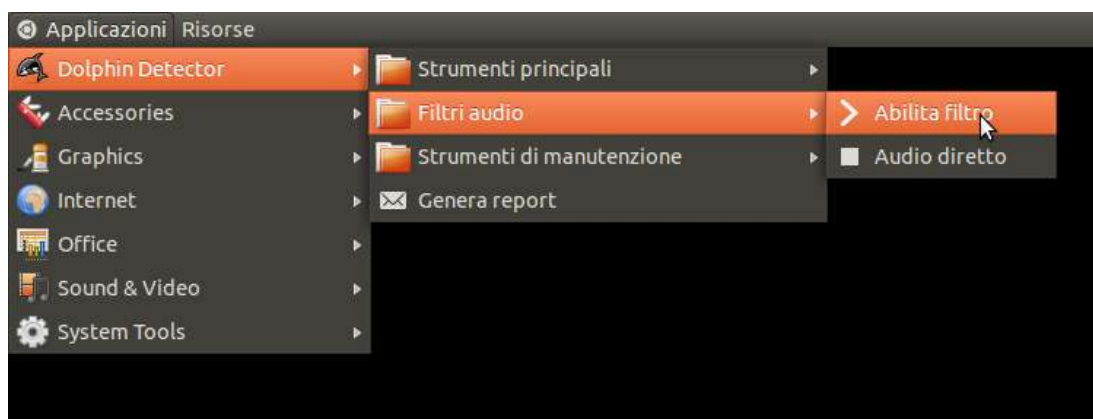 Applicazioni Risorse
Dolphin Detector
Accessories
Graphics
Internet
Office
Sound & Video
System Tools
Strumenti principali
Filtri audio
Strumenti di manutenzione
Genera report
Abilita filtro
Audio diretto